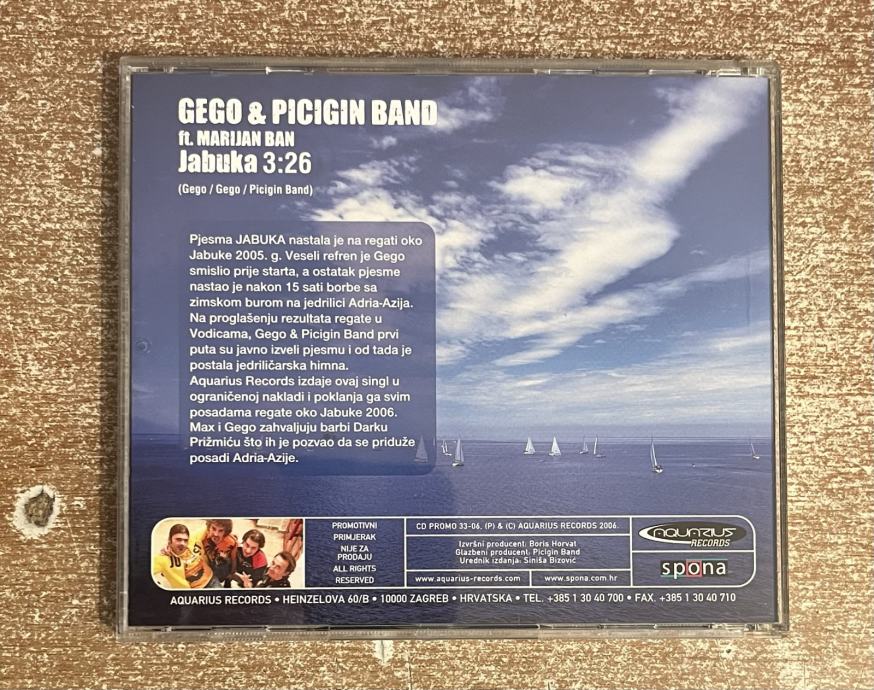 GEGO & PICIGIN BAND
ft. MARIJAN BAN
Jabuka 3:26
(Gego / Gego / Picigin Band)
Pjesma JABUKA nastala je na regati oko
Jabuke 2005. g. Veseli refren je Gego
smislio prije starta, a ostatak pjesme
nastao je nakon 15 sati borbe sa
zimskom burom na jedrilici Adria-Azija.
Na proglašenju rezultata regate u
Vodicama, Gego & Picigin Band prvi
puta su javno izveli pjesmu i od tada je
postala jedriličarska himna.
Aquarius Records izdaje ovaj singl u
ograničenoj nakladi i poklanja ga svim
posadama regate oko Jabuke 2006.
Max i Gego zahvaljuju barbi Darku
Prižmiću što ih je pozvao da se priduže
posadi Adria-Azije.
PROMOTIVNI
PRIMJERAK
NIJE ZA
PRODAJU
ALL RIGHTS
RESERVED
CD PROMO 33-06. (P) & (C) AQUARIUS RECORDS 2006.
Izvršni producent: Boris Horvat
Glazbeni producent: Picigin Band
Urednik izdanja: Siniša Bizović
www.aquarius-records.com
www.spona.com.hr
AQUARIUS
RECORDS
spona
AQUARIUS RECORDS • HEINZELOVA 60/B • 10000 ZAGREB • HRVATSKA • TEL. +385 1 30 40 700 • FAX. +385 1 30 40 710